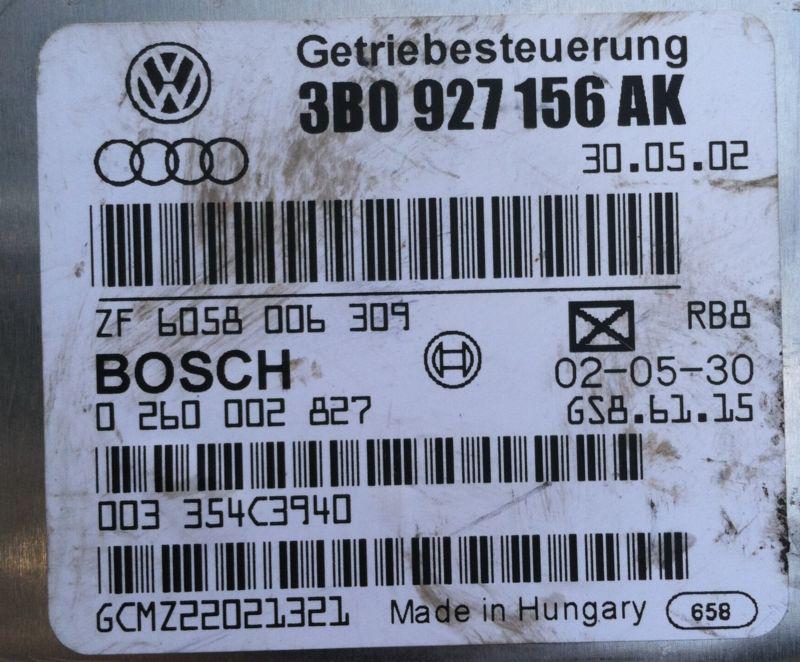 Getriebesteuerung
3B0 927 156 AK
30.05.02
ZF 6058 006 309
RB8
BOSCH
02-05-30
0 260 002 827
GS8.61.15
003 354C3940
GCMZ22021321
Made in Hungary
658